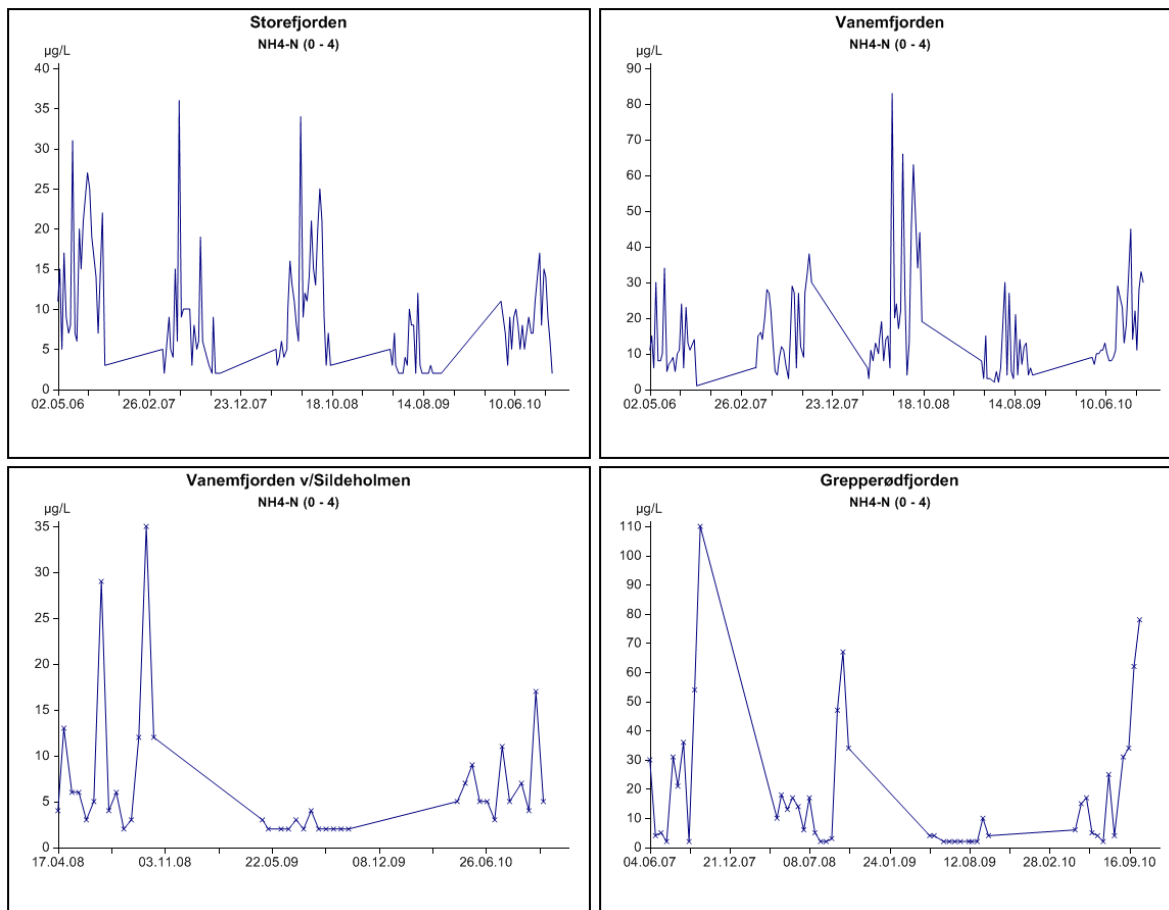 Storefjorden
NH4-N (0 - 4)
µg/L
40
35
30
25
20
15
10
5
0
02.05.06 26.02.07 23.12.07 18.10.08 14.08.09 10.06.10
Vanemfjorden
NH4-N (0 - 4)
µg/L
90
80
70
60
50
40
30
20
10
0
02.05.06 26.02.07 23.12.07 18.10.08 14.08.09 10.06.10
Vanemfjorden v/Sildeholmen
NH4-N (0 - 4)
µg/L
35
30
25
20
15
10
5
0
17.04.08 03.11.08 22.05.09 08.12.09 26.06.10
Grepperødfjorden
NH4-N (0 - 4)
µg/L
110
100
90
80
70
60
50
40
30
20
10
0
04.06.07 21.12.07 08.07.08 24.01.09 12.08.09 28.02.10 16.09.10